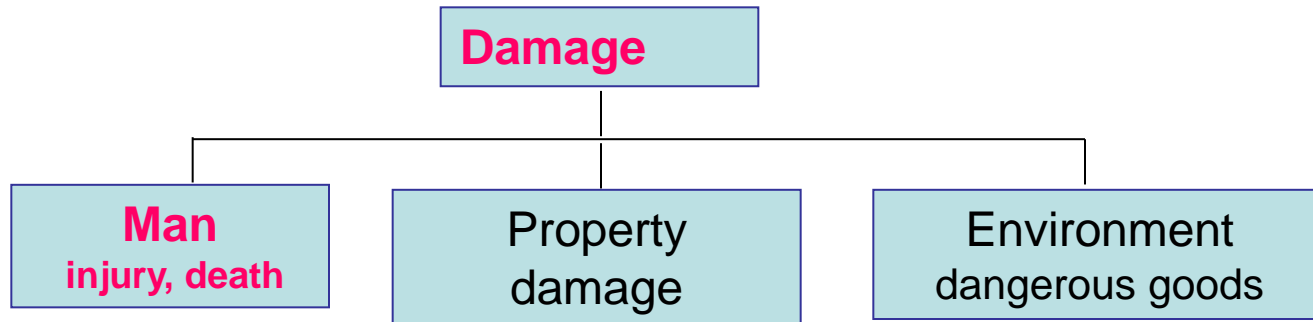 Damage
Man
injury, death
Property
damage
Environment
dangerous goods